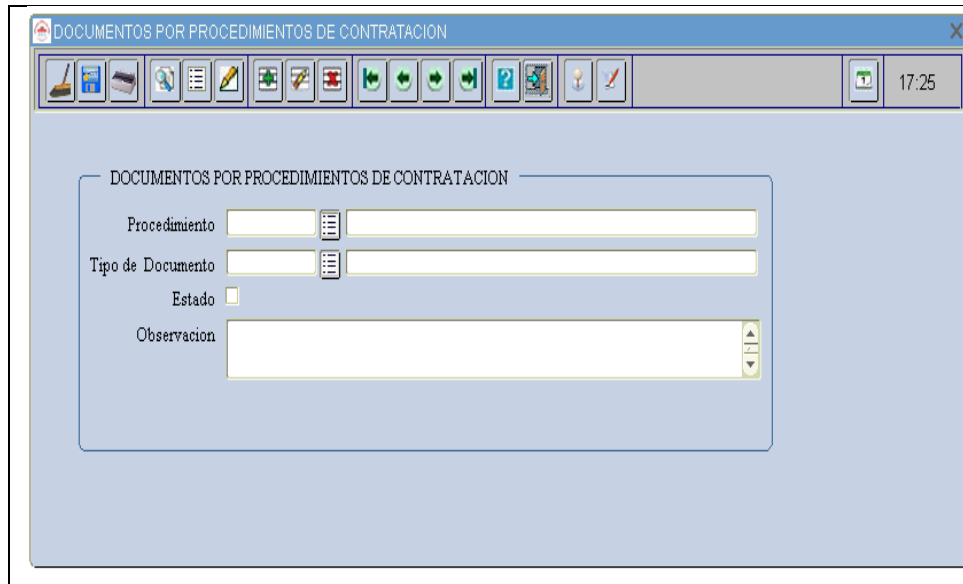 DOCUMENTOS POR PROCEDIMIENTOS DE CONTRATACION
17:25
DOCUMENTOS POR PROCEDIMIENTOS DE CONTRATACION
Procedimiento
Tipo de Documento
Estado
Observacion